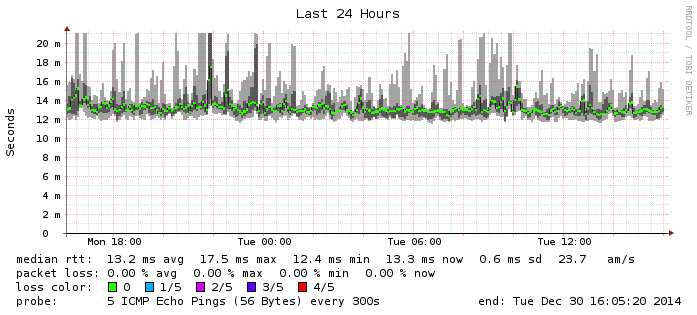 Last 24 Hours
RRDTOOL / TOBI OETIKER
Seconds
20 m
18 m
16 m
14 m
12 m
10 m
8 m
6 m
4 m
2 m
0
Mon 18:00 Tue 00:00 Tue 06:00 Tue 12:00
median rtt: 13.2 ms avg 17.5 ms max 12.4 ms min 13.3 ms now 0.6 ms sd 23.7 am/s
packet loss: 0.00 % avg 0.00 % max 0.00 % min 0.00 % now
loss color: 0 1/5 2/5 3/5 4/5
probe: 5 ICMP Echo Pings (56 Bytes) every 300s end: Tue Dec 30 16:05:20 2014